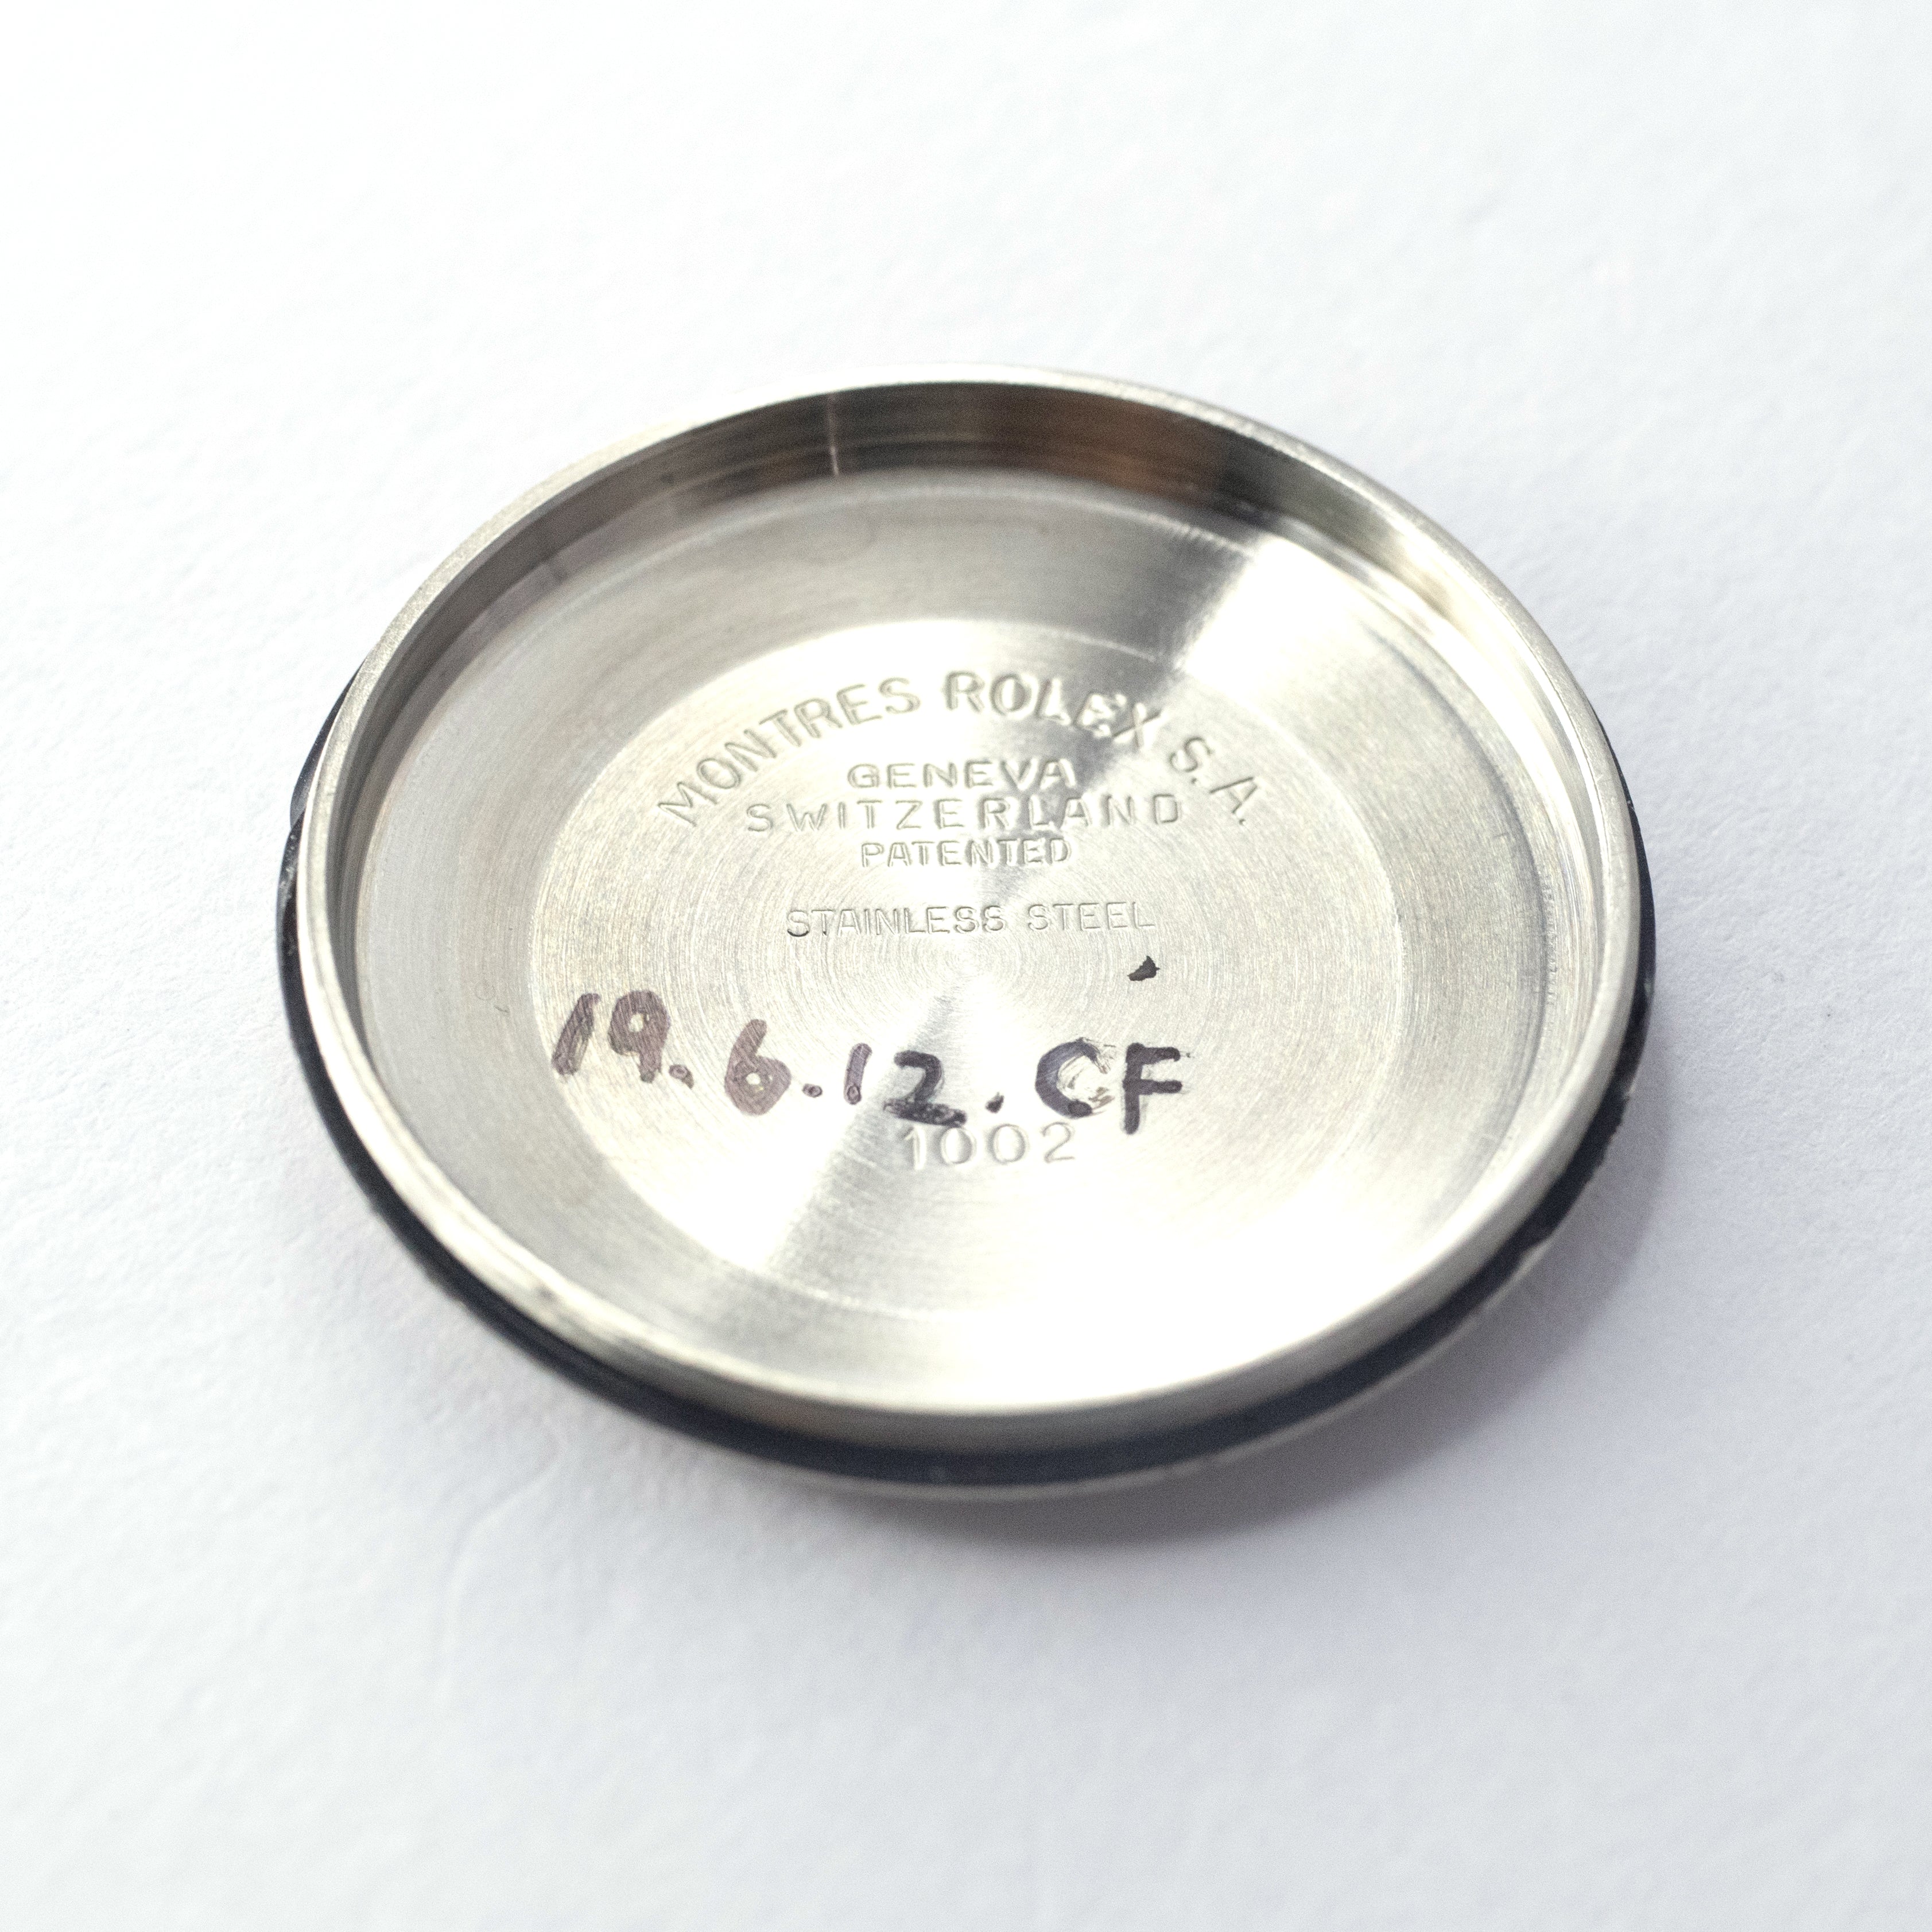 MONTRES ROLEX S.A.
GENEVA
SWITZERLAND
PATENTED
STAINLESS STEEL
19.6.12.CF
1002